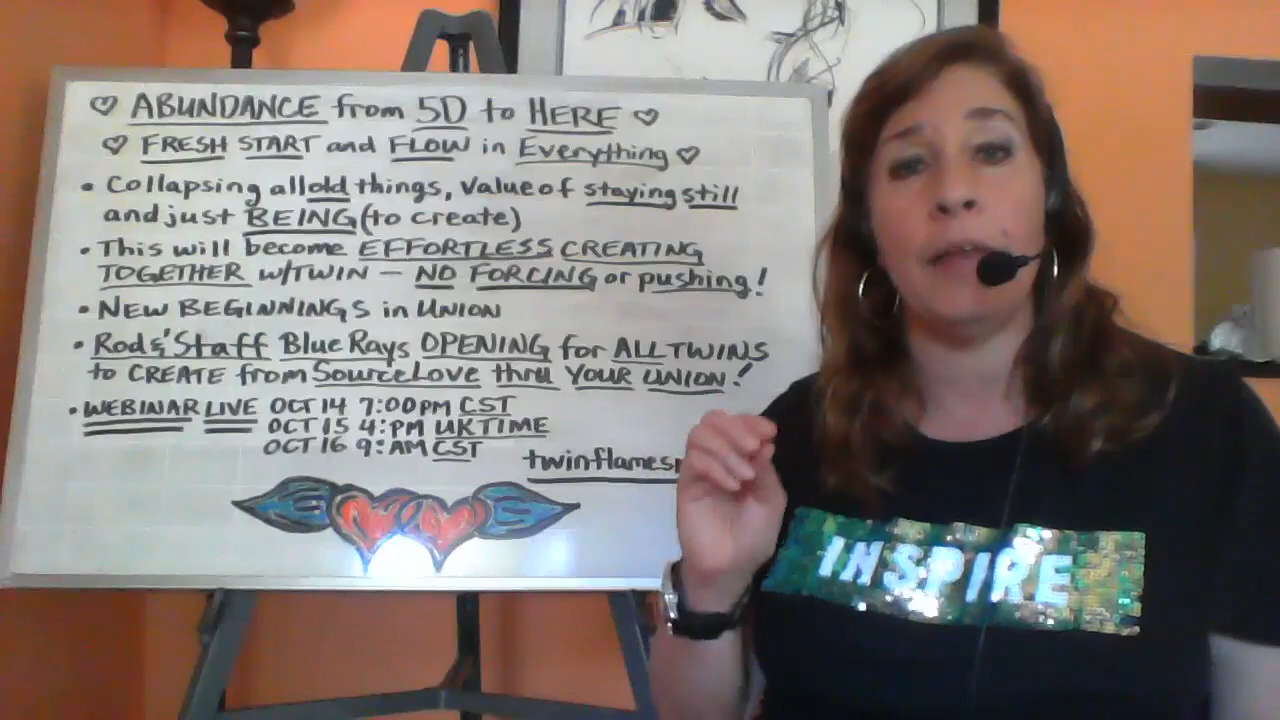 ♡ ABUNDANCE from 5D to HERE ♡
♡ FRESH START and FLOW in Everything ♡
• Collapsing all old things, Value of staying still
and just BEING (to create)
• This will become EFFORTLESS CREATING
TOGETHER w/TWIN — NO FORCING or pushing!
• NEW BEGINNINGS in UNION
• Rod & Staff Blue Rays OPENING for ALL TWINS
to CREATE from Source Love thru YOUR UNION!
• WEBINAR LIVE OCT 14 7:00PM CST
OCT 15 4:PM UK TIME
OCT 16 9:AM CST
twinflames
INSPIRE